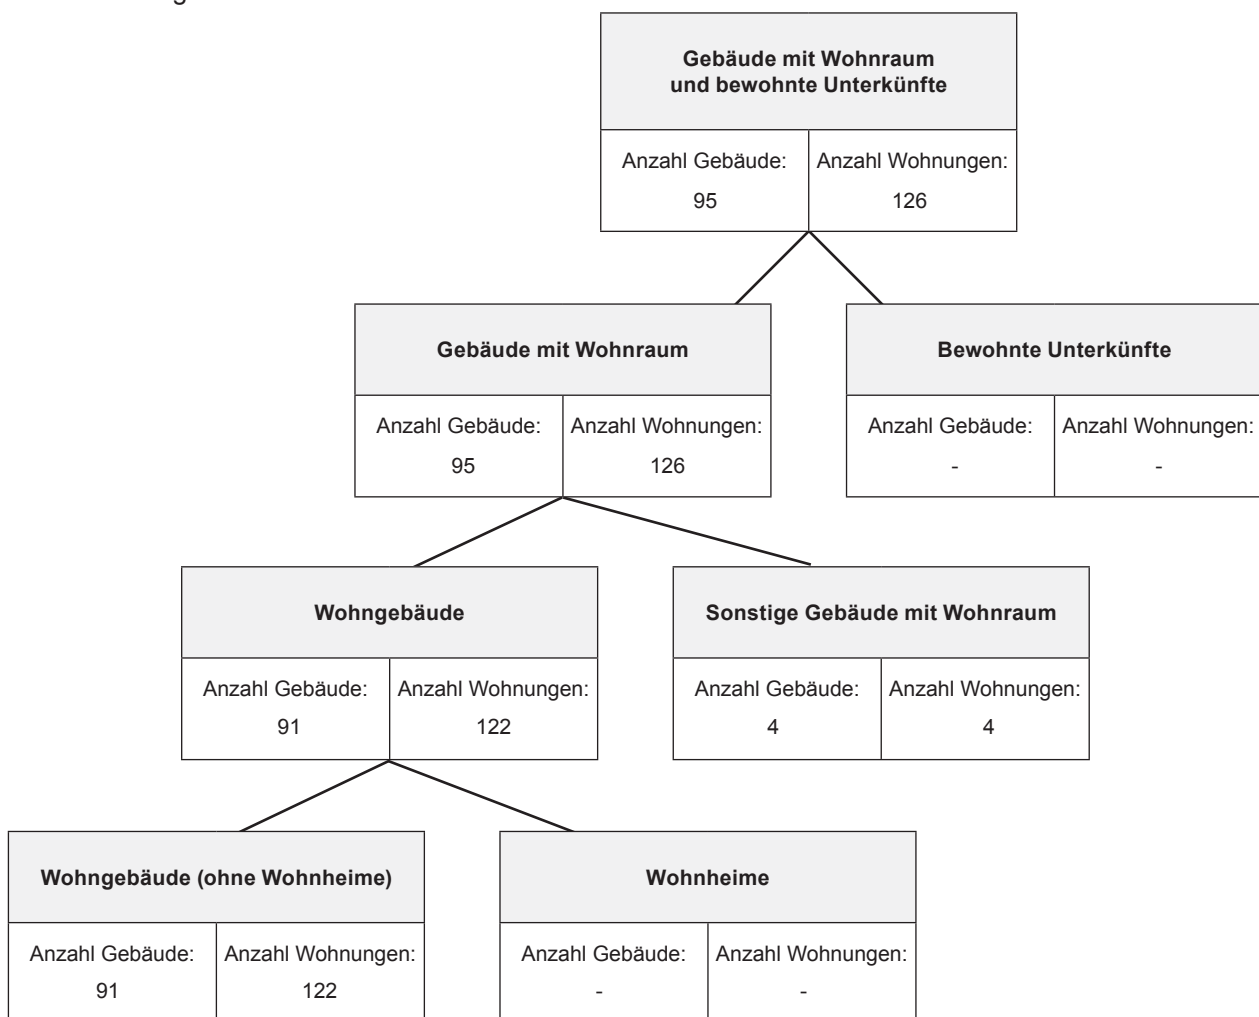 Gebäude mit Wohnraum
und bewohnte Unterkünfte
Anzahl Gebäude: Anzahl Wohnungen:
95 126
Gebäude mit Wohnraum
Bewohnte Unterkünfte
Anzahl Gebäude: Anzahl Wohnungen:
95 126
Anzahl Gebäude: Anzahl Wohnungen:
- -
Wohngebäude
Sonstige Gebäude mit Wohnraum
Anzahl Gebäude: Anzahl Wohnungen:
91 122
Anzahl Gebäude: Anzahl Wohnungen:
4 4
Wohngebäude (ohne Wohnheime)
Wohnheime
Anzahl Gebäude: Anzahl Wohnungen:
91 122
Anzahl Gebäude: Anzahl Wohnungen:
- -